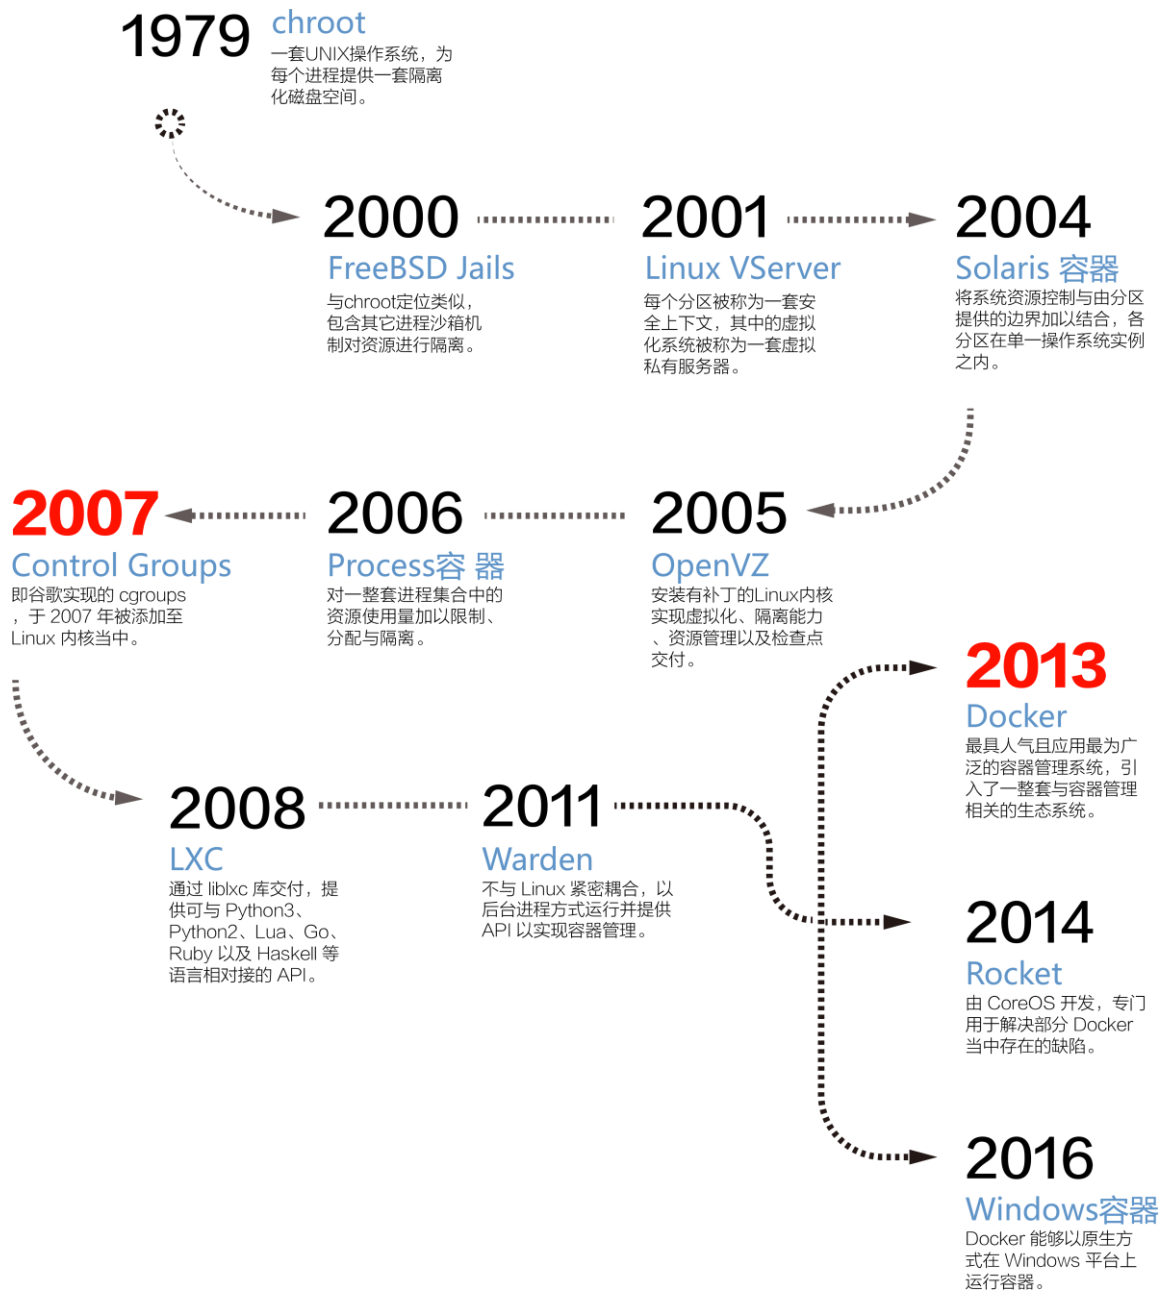 1979
chroot
一套UNIX操作系统，为
每个进程提供一套隔离
化磁盘空间。
2000
FreeBSD Jails
与chroot定位类似，
包含其它进程沙箱机
制对资源进行隔离。
2001
Linux VServer
每个分区被称为一套安
全上下文，其中的虚拟
化系统被称为一套虚拟
私有服务器。
2004
Solaris 容器
将系统资源控制与由分区
提供的边界加以结合，各
分区在单一操作系统实例
之内。
2005
OpenVZ
安装有补丁的Linux内核
实现虚拟化、隔离能力
、资源管理以及检查点
交付。
2006
Process容 器
对一整套进程集合中的
资源使用量加以限制、
分配与隔离。
2007
Control Groups
即谷歌实现的 cgroups
，于 2007 年被添加至
Linux 内核当中。
2008
LXC
通过 liblxc 库交付，提
供可与 Python3、
Python2、Lua、Go、
Ruby 以及 Haskell 等
语言相对接的 API。
2011
Warden
不与 Linux 紧密耦合，以
后台进程方式运行并提供
API 以实现容器管理。
2013
Docker
最具人气且应用最为广
泛的容器管理系统，引
入了一整套与容器管理
相关的生态系统。
2014
Rocket
由 CoreOS 开发，专门
用于解决部分 Docker
当中存在的缺陷。
2016
Windows容器
Docker 能够以原生方
式在 Windows 平台上
运行容器。